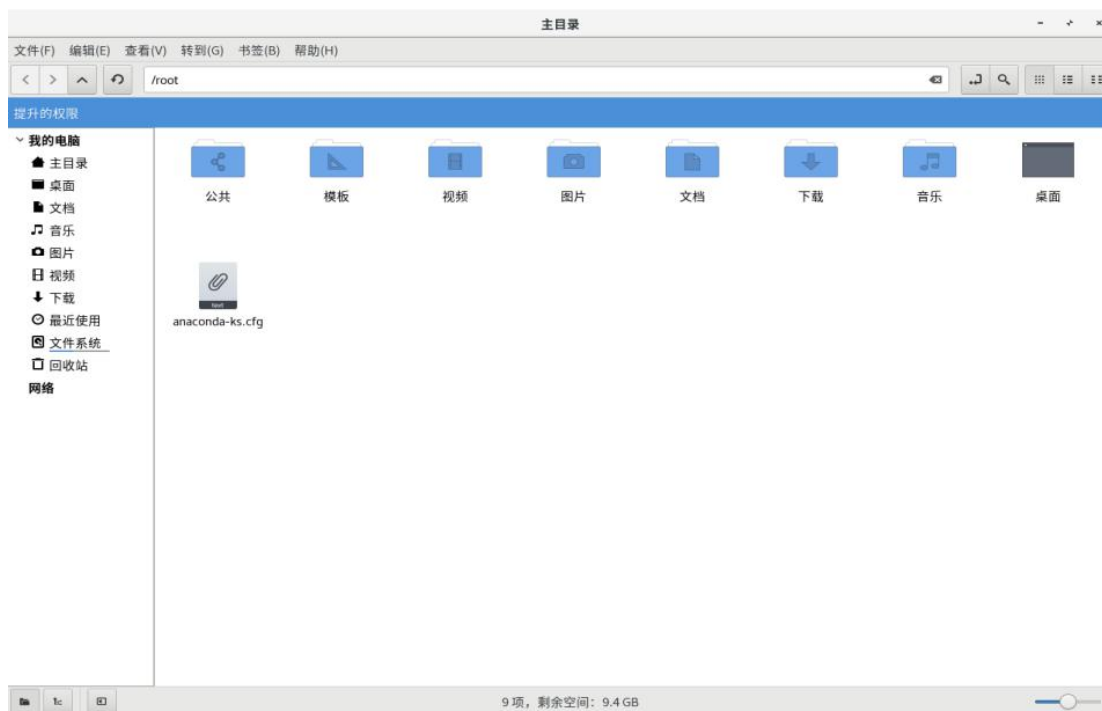 主目录
文件(F) 编辑(E) 查看(V) 转到(G) 书签(B) 帮助(H)
/root
提升的权限
我的电脑
主目录
桌面
文档
音乐
图片
视频
下载
最近使用
文件系统
回收站
网络
公共 模板 视频 图片 文档 下载 音乐 桌面
anaconda-ks.cfg
9 项，剩余空间：9.4 GB